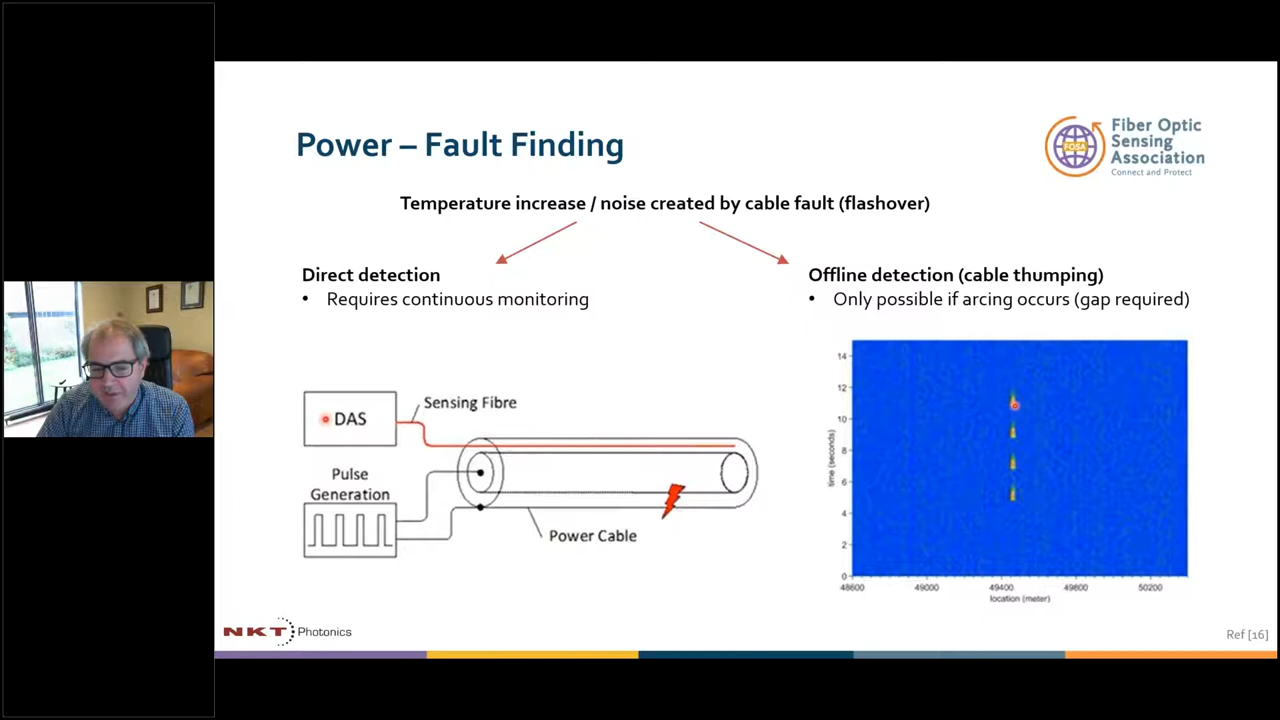 Power – Fault Finding
Fiber Optic
Sensing
Association
Connect and Protect
FOSA
Temperature increase / noise created by cable fault (flashover)
Direct detection
• Requires continuous monitoring
Offline detection (cable thumping)
• Only possible if arcing occurs (gap required)
DAS
Sensing Fibre
Pulse
Generation
Power Cable
14
12
10
8
6
4
2
0
time (seconds)
48600
49000
49400
49800
50200
location (meter)
NKT Photonics
Ref [16]